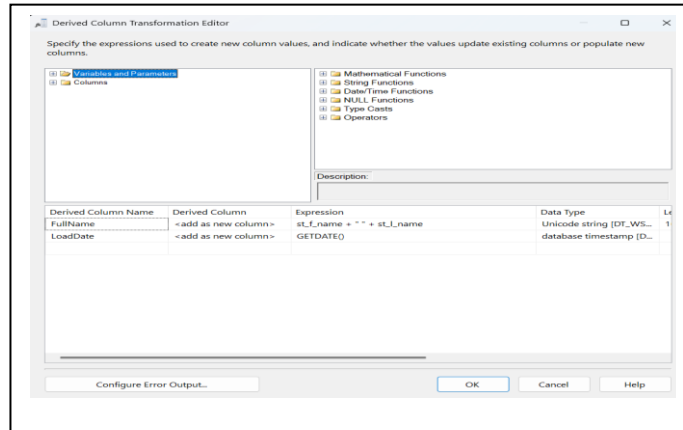 Derived Column Transformation Editor
Specify the expressions used to create new column values, and indicate whether the values update existing columns or populate new
columns.
Variables and Parameters
Columns
Mathematical Functions
String Functions
Date/Time Functions
NULL Functions
Type Casts
Operators
Description:
Derived Column Name Derived Column Expression Data Type Le
FullName <add as new column> st_f_name + " " + st_l_name Unicode string [DT_WS... 1
LoadDate <add as new column> GETDATE() database timestamp [D...
Configure Error Output... OK Cancel Help